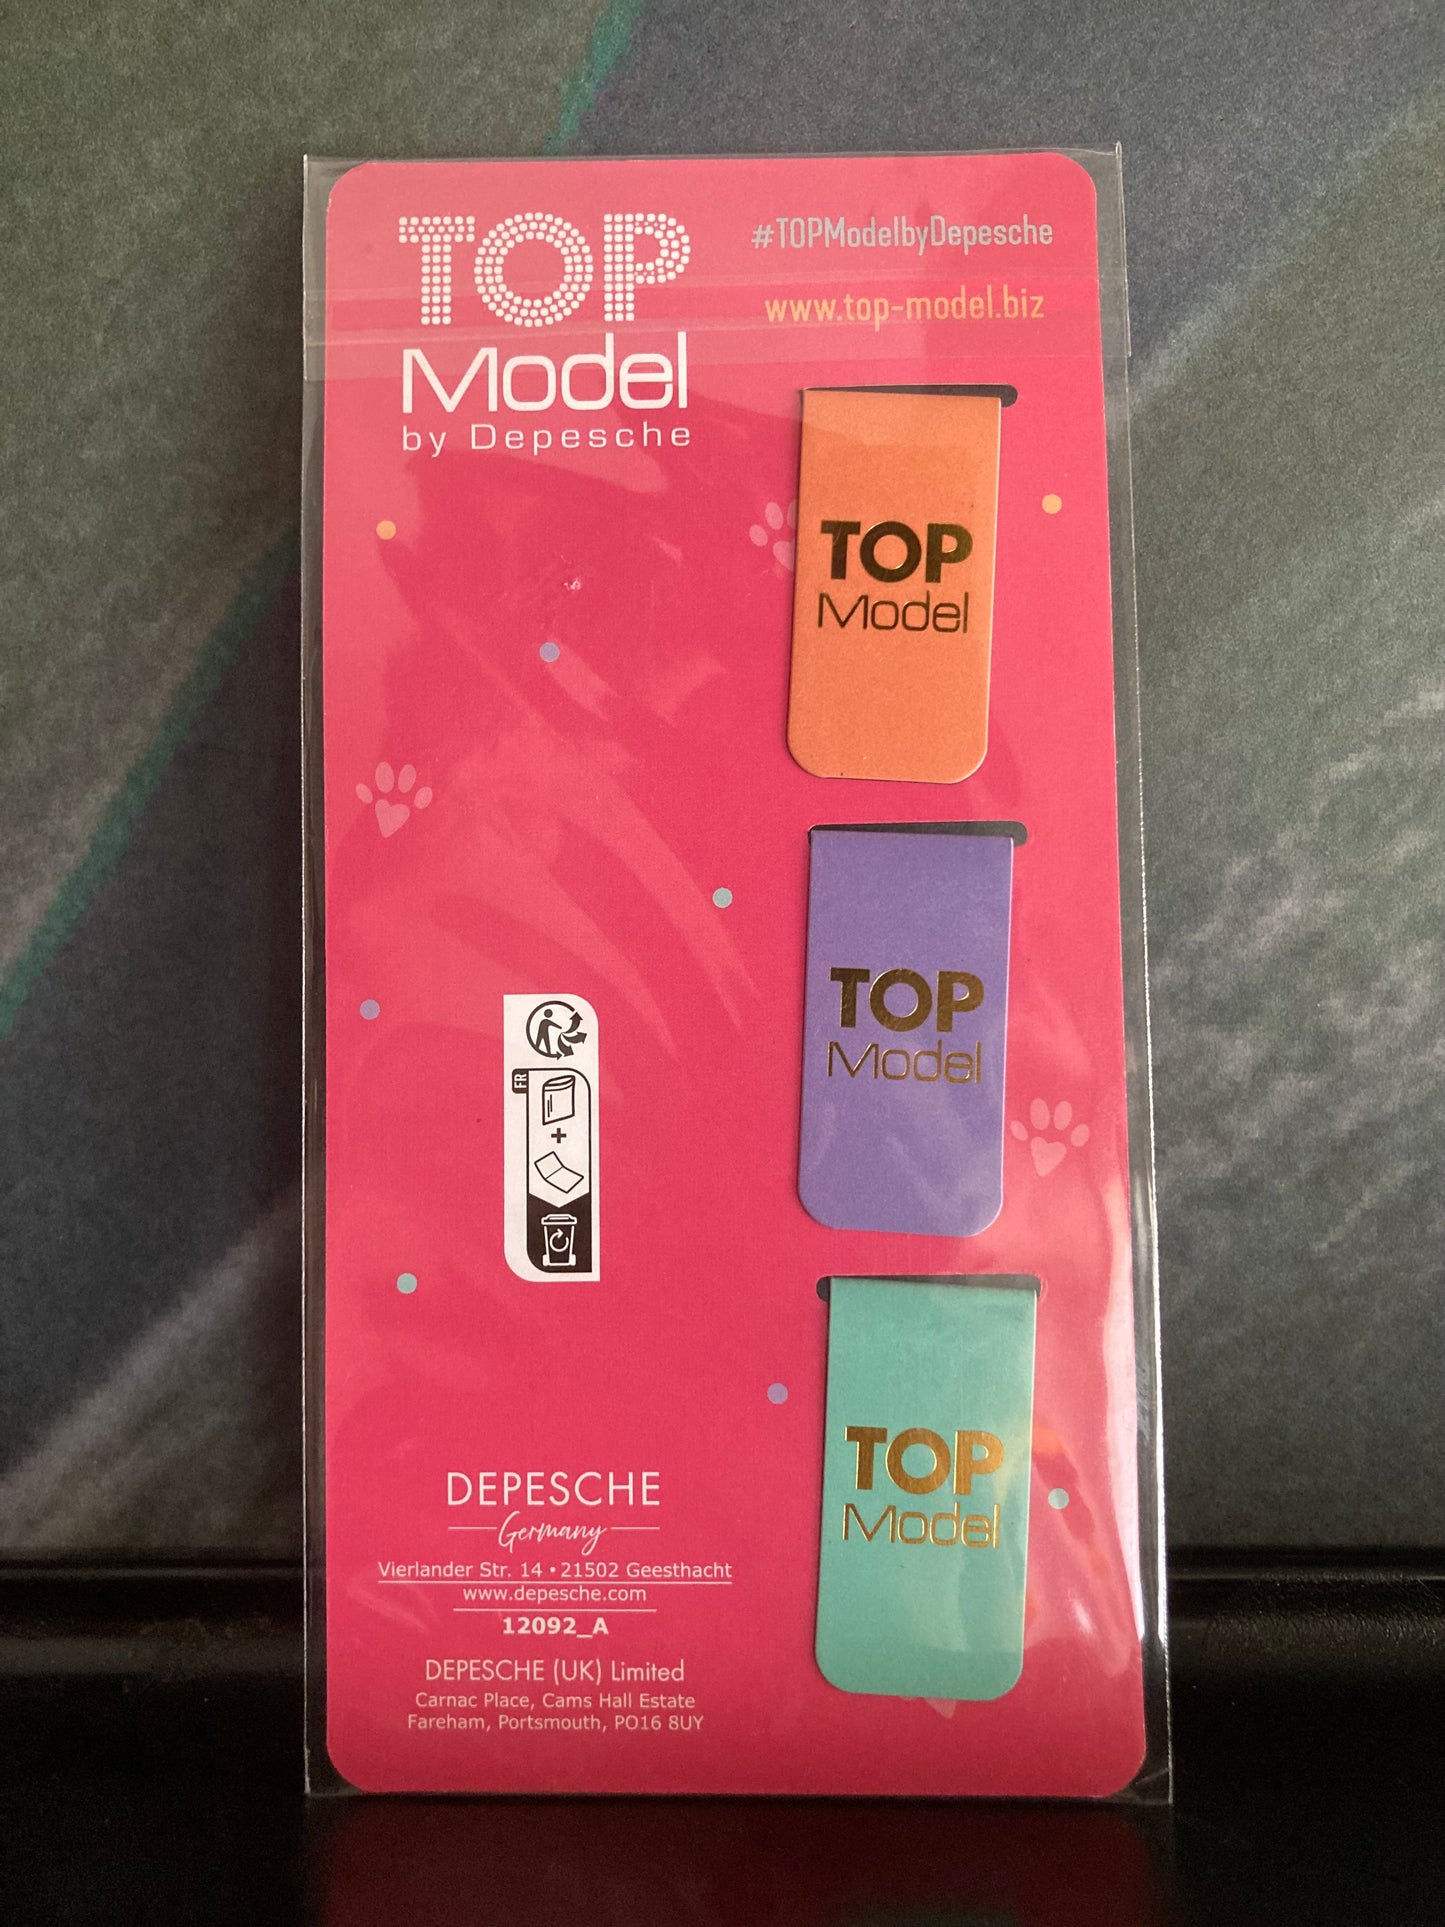 TOP
Model
by Depesche
#TOPModelbyDepesche
www.top-model.biz
TOP
Model
TOP
Model
TOP
Model
FR
+
DEPESCHE
Germany
Vierlander Str. 14 • 21502 Geesthacht
www.depesche.com
12092_A
DEPESCHE (UK) Limited
Carnac Place, Cams Hall Estate
Fareham, Portsmouth, PO16 8UY